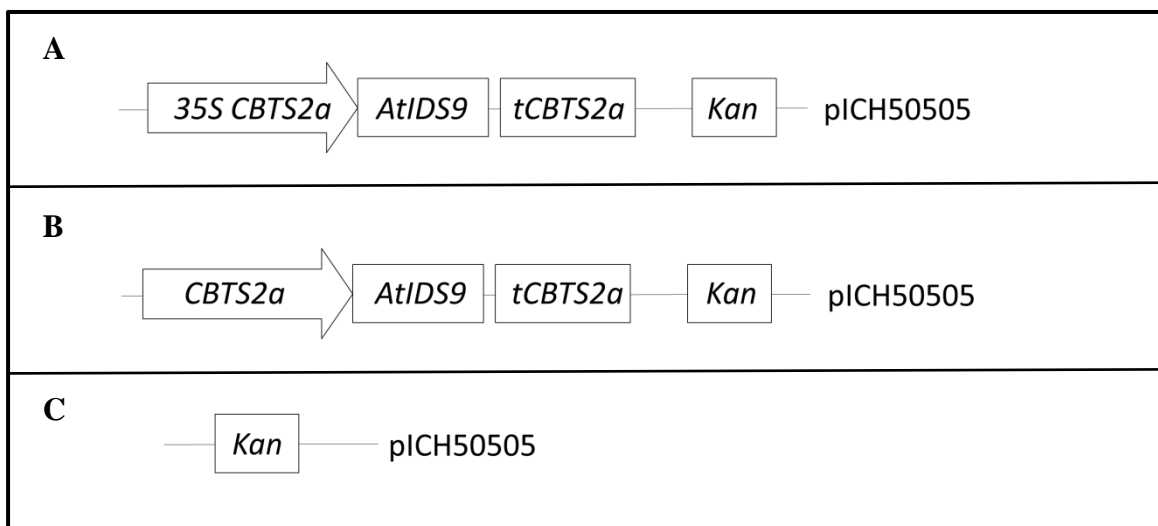 A
35S CBTS2a AtIDS9 tCBTS2a Kan pICH50505
B
CBTS2a AtIDS9 tCBTS2a Kan pICH50505
C
Kan pICH50505